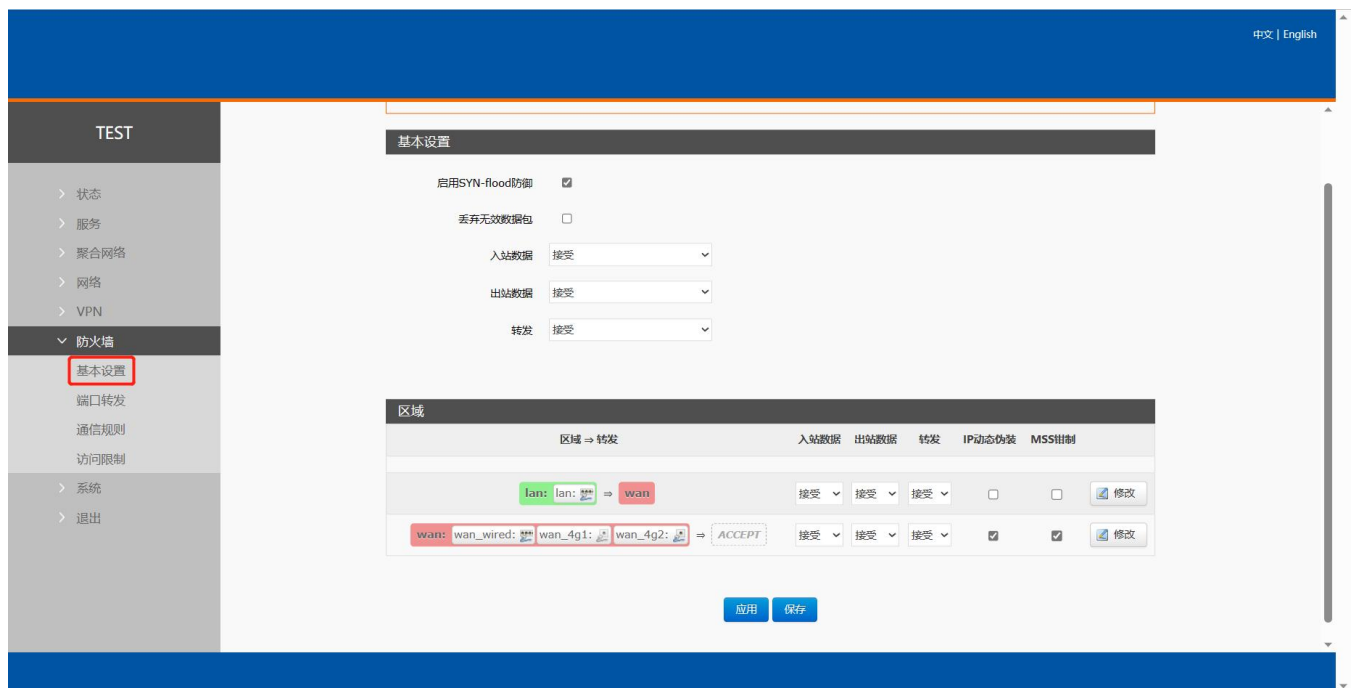 中文 | English
TEST
状态
服务
聚合网络
网络
VPN
防火墙
基本设置
端口转发
通信规则
访问限制
系统
退出
基本设置
启用SYN-flood防御
丢弃无效数据包
入站数据 接受
出站数据 接受
转发 接受
区域
区域 ⇒ 转发 入站数据 出站数据 转发 IP动态伪装 MSS钳制
lan: lan: ⇒ wan 接受 接受 接受 修改
wan: wan_wired: wan_4g1: wan_4g2: ⇒ ACCEPT 接受 接受 接受 修改
应用 保存